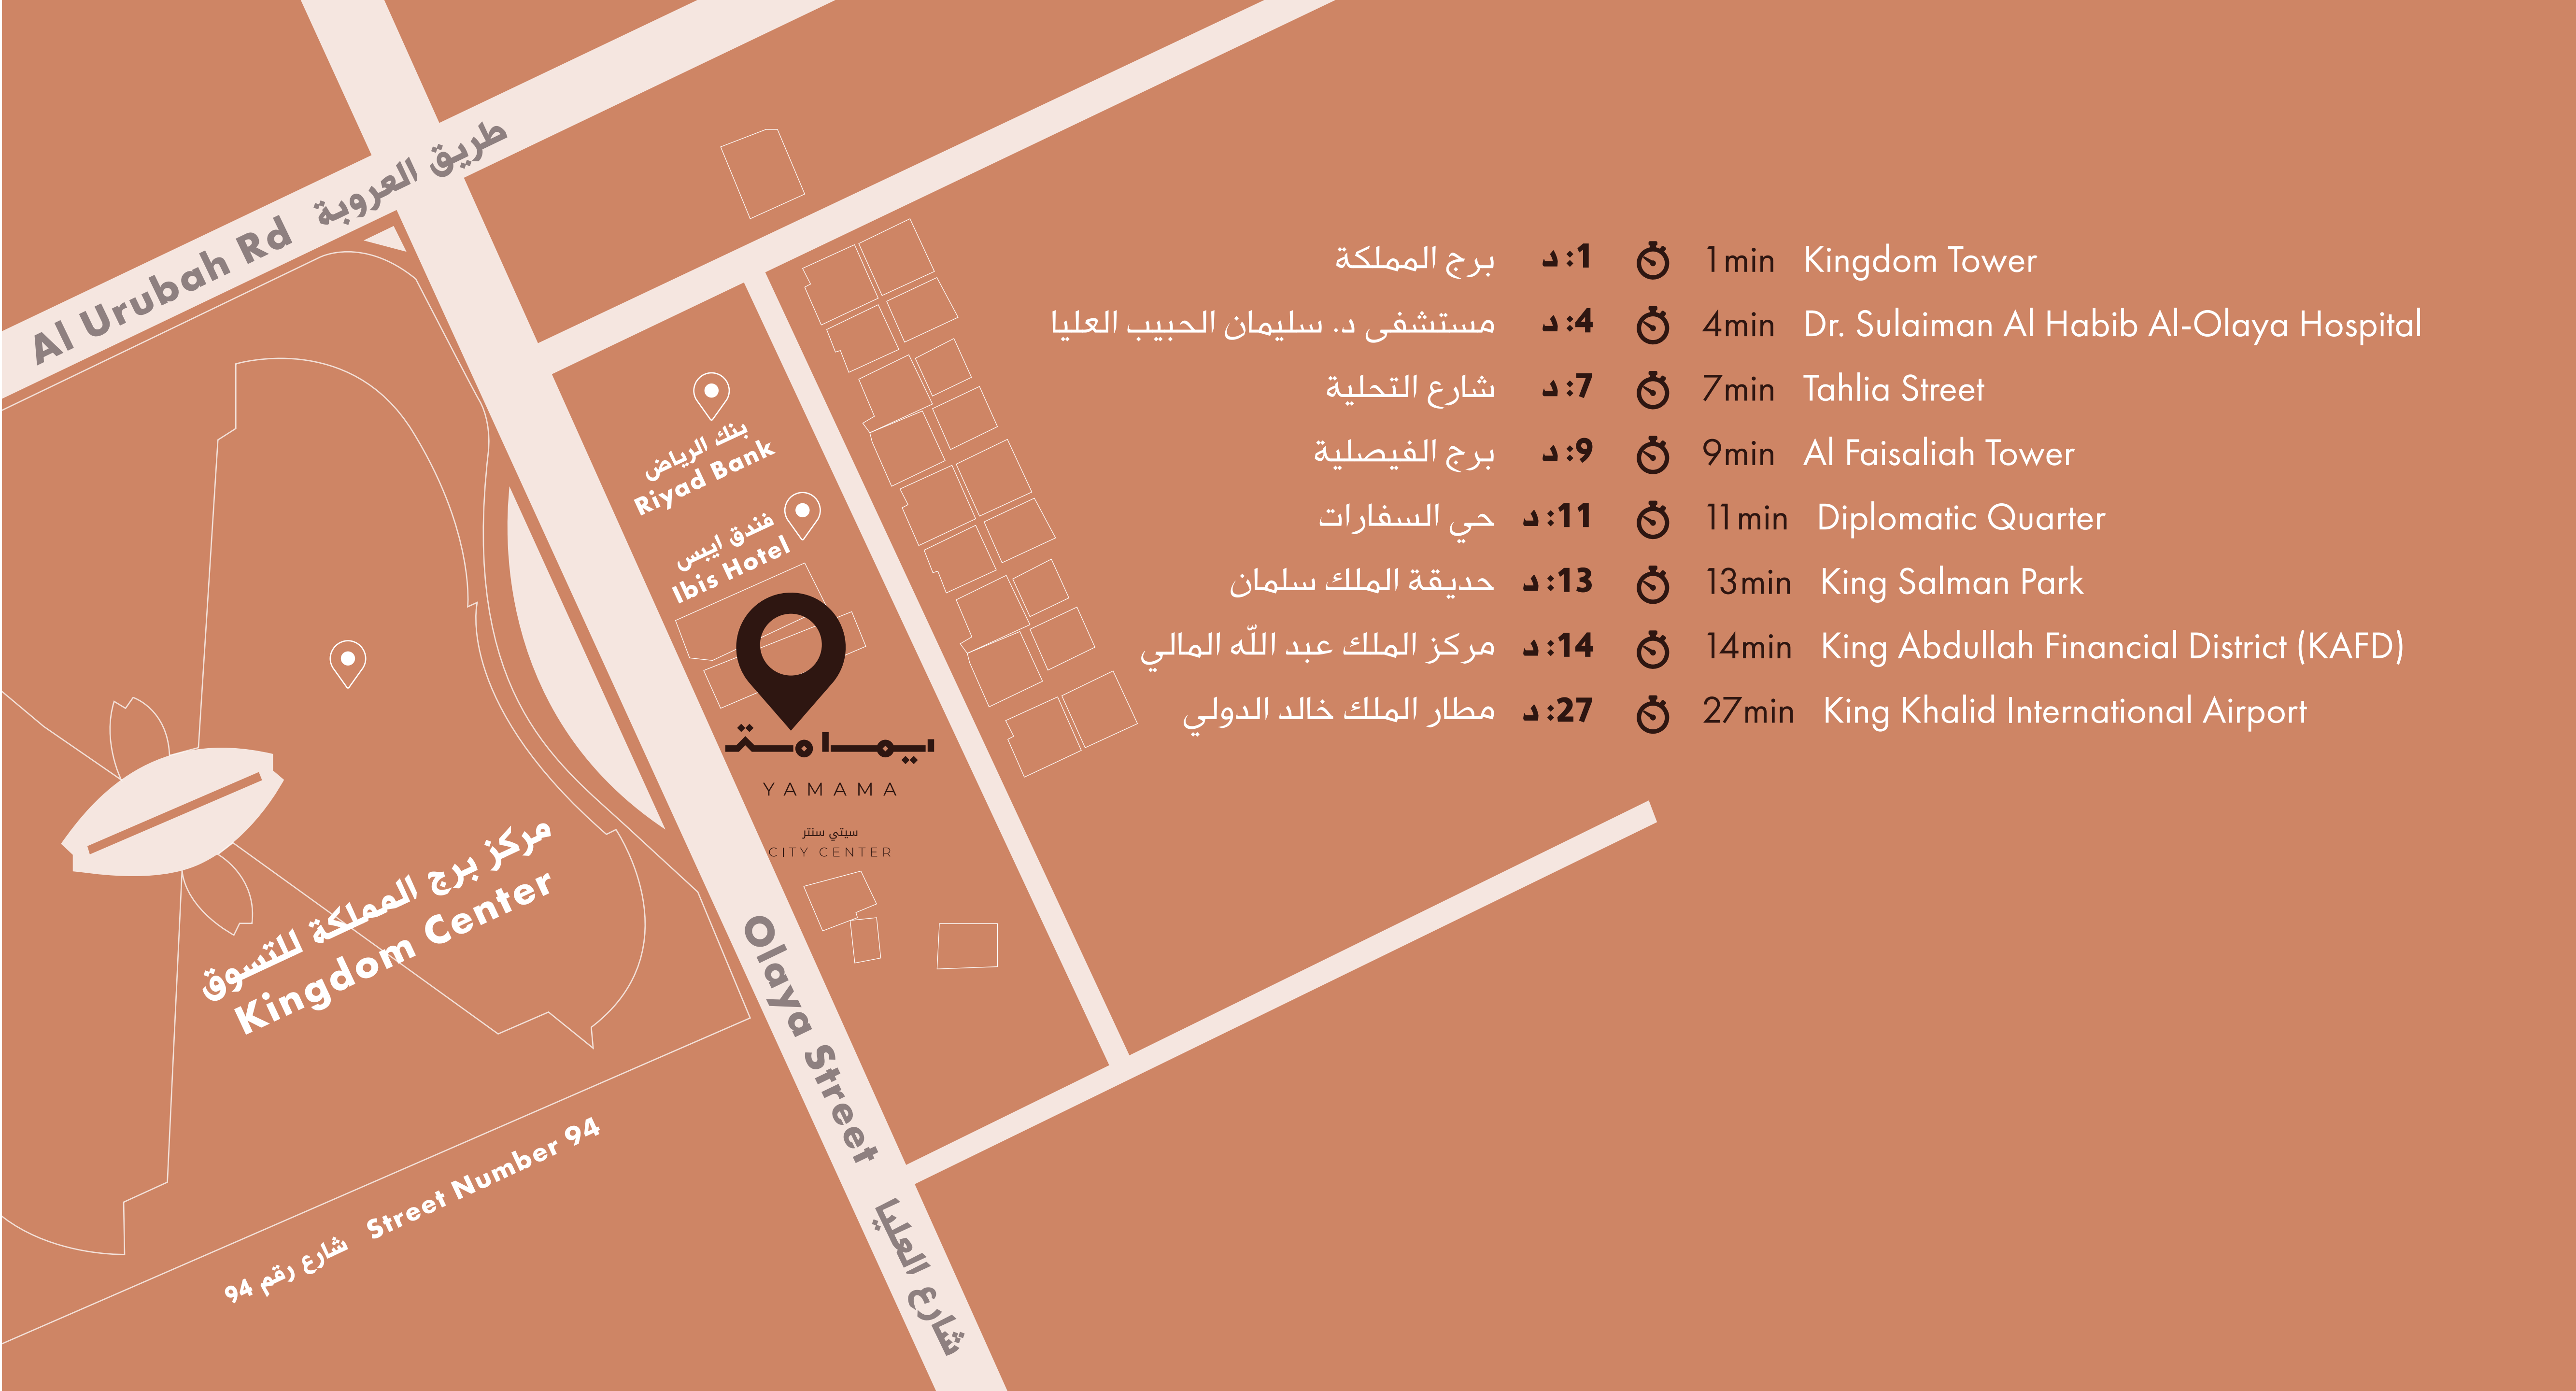 Al Urubah Rd طريق العروبة
بنك الرياض
Riyad Bank
فندق ايبس
Ibis Hotel
يمامة
YAMAMA
سيتي سنتر
CITY CENTER
مركز برج المملكة للتسوق
Kingdom Center
Olaya Street شارع العليا
شارع رقم 94 Street Number 94
برج المملكة 1: د 1min Kingdom Tower
مستشفى د. سليمان الحبيب العليا 4: د 4min Dr. Sulaiman Al Habib Al-Olaya Hospital
شارع التحلية 7: د 7min Tahlia Street
برج الفيصلية 9: د 9min Al Faisaliah Tower
حي السفارات 11: د 11min Diplomatic Quarter
حديقة الملك سلمان 13: د 13min King Salman Park
مركز الملك عبد الله المالي 14: د 14min King Abdullah Financial District (KAFD)
مطار الملك خالد الدولي 27: د 27min King Khalid International Airport